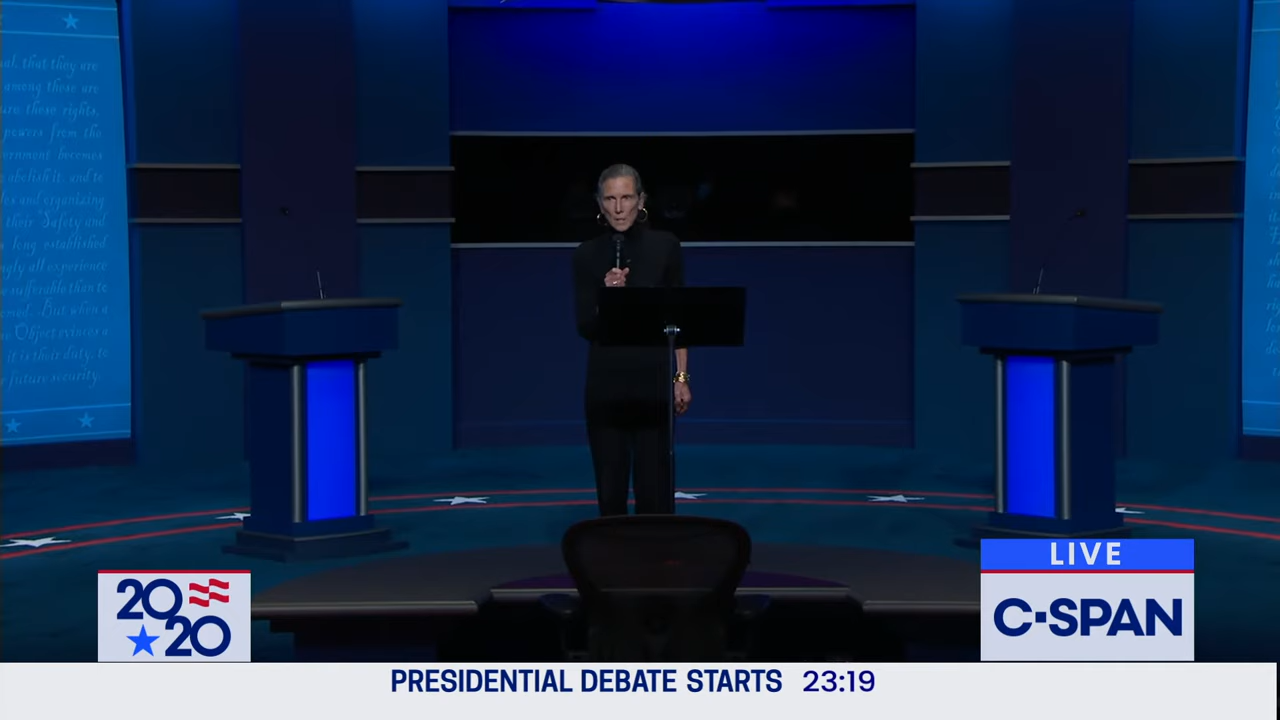 al, that they are
among these are
ure these rights,
powers from the
ernment becomes
abolish it, and to
les and organizing
their Safety and
long established
ngly all experience
sufferable than to
omed. But when a
Object evinces a
it is their duty, to
r future security.
2020
LIVE
C·SPAN
PRESIDENTIAL DEBATE STARTS 23:19